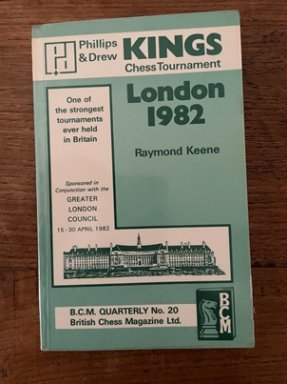 Phillips & Drew KINGS
Chess Tournament
London
1982
Raymond Keene
One of
the strongest
tournaments
ever held
in Britain
Sponsored in
Conjunction with the
GREATER
LONDON
COUNCIL
15-30 APRIL 1982
B.C.M. QUARTERLY No. 20
British Chess Magazine Ltd.
BCM